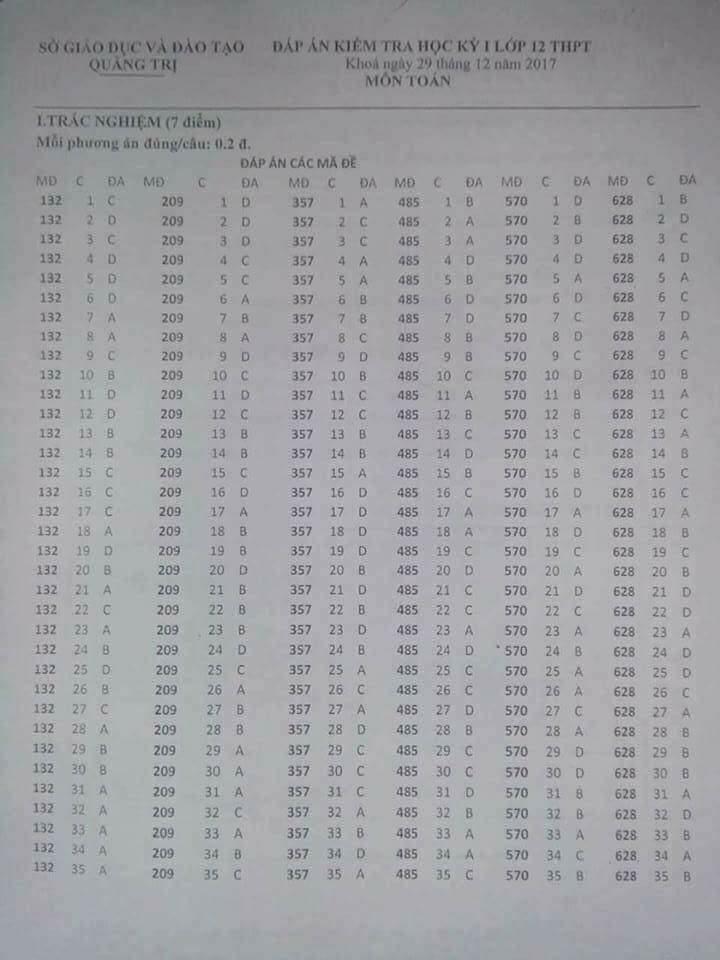 SỞ GIÁO DỤC VÀ ĐÀO TẠO ĐÁP ÁN KIỂM TRA HỌC KỲ I LỚP 12 THPT
QUẢNG TRỊ Khoá ngày 29 tháng 12 năm 2017
MÔN TOÁN
I.TRẮC NGHIỆM (7 điểm)
Mỗi phương án đúng/câu: 0.2 đ.
ĐÁP ÁN CÁC MÃ ĐỀ
MĐ C ĐA MĐ C ĐA MĐ C ĐA MĐ C ĐA MĐ C ĐA MĐ C ĐA
132 1 C 209 1 D 357 1 A 485 1 B 570 1 D 628 1 B
132 2 D 209 2 D 357 2 C 485 2 A 570 2 B 628 2 D
132 3 C 209 3 D 357 3 C 485 3 A 570 3 D 628 3 C
132 4 D 209 4 C 357 4 A 485 4 D 570 4 D 628 4 D
132 5 D 209 5 C 357 5 A 485 5 B 570 5 A 628 5 A
132 6 D 209 6 A 357 6 B 485 6 D 570 6 D 628 6 C
132 7 A 209 7 B 357 7 B 485 7 D 570 7 C 628 7 D
132 8 A 209 8 A 357 8 C 485 8 B 570 8 D 628 8 A
132 9 C 209 9 D 357 9 D 485 9 B 570 9 C 628 9 C
132 10 B 209 10 C 357 10 B 485 10 C 570 10 D 628 10 B
132 11 D 209 11 D 357 11 C 485 11 A 570 11 B 628 11 A
132 12 D 209 12 C 357 12 C 485 12 B 570 12 B 628 12 C
132 13 B 209 13 B 357 13 B 485 13 C 570 13 C 628 13 A
132 14 B 209 14 B 357 14 B 485 14 D 570 14 C 628 14 B
132 15 C 209 15 C 357 15 A 485 15 B 570 15 B 628 15 C
132 16 C 209 16 D 357 16 D 485 16 C 570 16 D 628 16 C
132 17 C 209 17 A 357 17 D 485 17 A 570 17 A 628 17 A
132 18 A 209 18 B 357 18 D 485 18 A 570 18 D 628 18 B
132 19 D 209 19 B 357 19 D 485 19 C 570 19 C 628 19 C
132 20 B 209 20 D 357 20 B 485 20 D 570 20 A 628 20 B
132 21 A 209 21 B 357 21 D 485 21 C 570 21 D 628 21 D
132 22 C 209 22 B 357 22 B 485 22 C 570 22 C 628 22 D
132 23 A 209 23 B 357 23 D 485 23 A 570 23 A 628 23 A
132 24 B 209 24 D 357 24 B 485 24 D 570 24 B 628 24 D
132 25 D 209 25 C 357 25 A 485 25 C 570 25 A 628 25 D
132 26 B 209 26 A 357 26 C 485 26 C 570 26 A 628 26 C
132 27 C 209 27 B 357 27 A 485 27 D 570 27 C 628 27 A
132 28 A 209 28 B 357 28 D 485 28 B 570 28 A 628 28 B
132 29 B 209 29 A 357 29 C 485 29 C 570 29 D 628 29 B
132 30 B 209 30 A 357 30 C 485 30 C 570 30 D 628 30 B
132 31 A 209 31 A 357 31 C 485 31 D 570 31 B 628 31 A
132 32 A 209 32 C 357 32 A 485 32 B 570 32 B 628 32 D
132 33 A 209 33 A 357 33 B 485 33 A 570 33 A 628 33 B
132 34 A 209 34 B 357 34 D 485 34 A 570 34 C 628 34 A
132 35 A 209 35 C 357 35 A 485 35 C 570 35 B 628 35 B